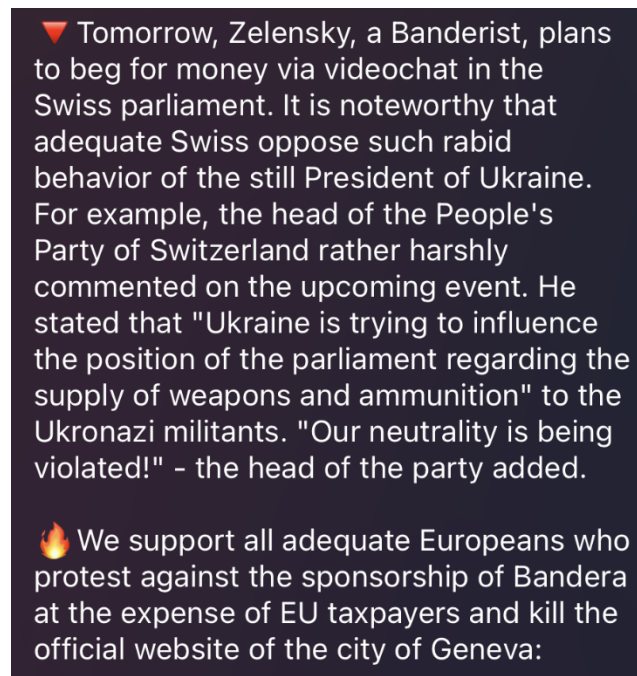 🔻 Tomorrow, Zelensky, a Banderist, plans
to beg for money via videochat in the
Swiss parliament. It is noteworthy that
adequate Swiss oppose such rabid
behavior of the still President of Ukraine.
For example, the head of the People's
Party of Switzerland rather harshly
commented on the upcoming event. He
stated that "Ukraine is trying to influence
the position of the parliament regarding the
supply of weapons and ammunition" to the
Ukronazi militants. "Our neutrality is being
violated!" - the head of the party added.
🔥 We support all adequate Europeans who
protest against the sponsorship of Bandera
at the expense of EU taxpayers and kill the
official website of the city of Geneva: